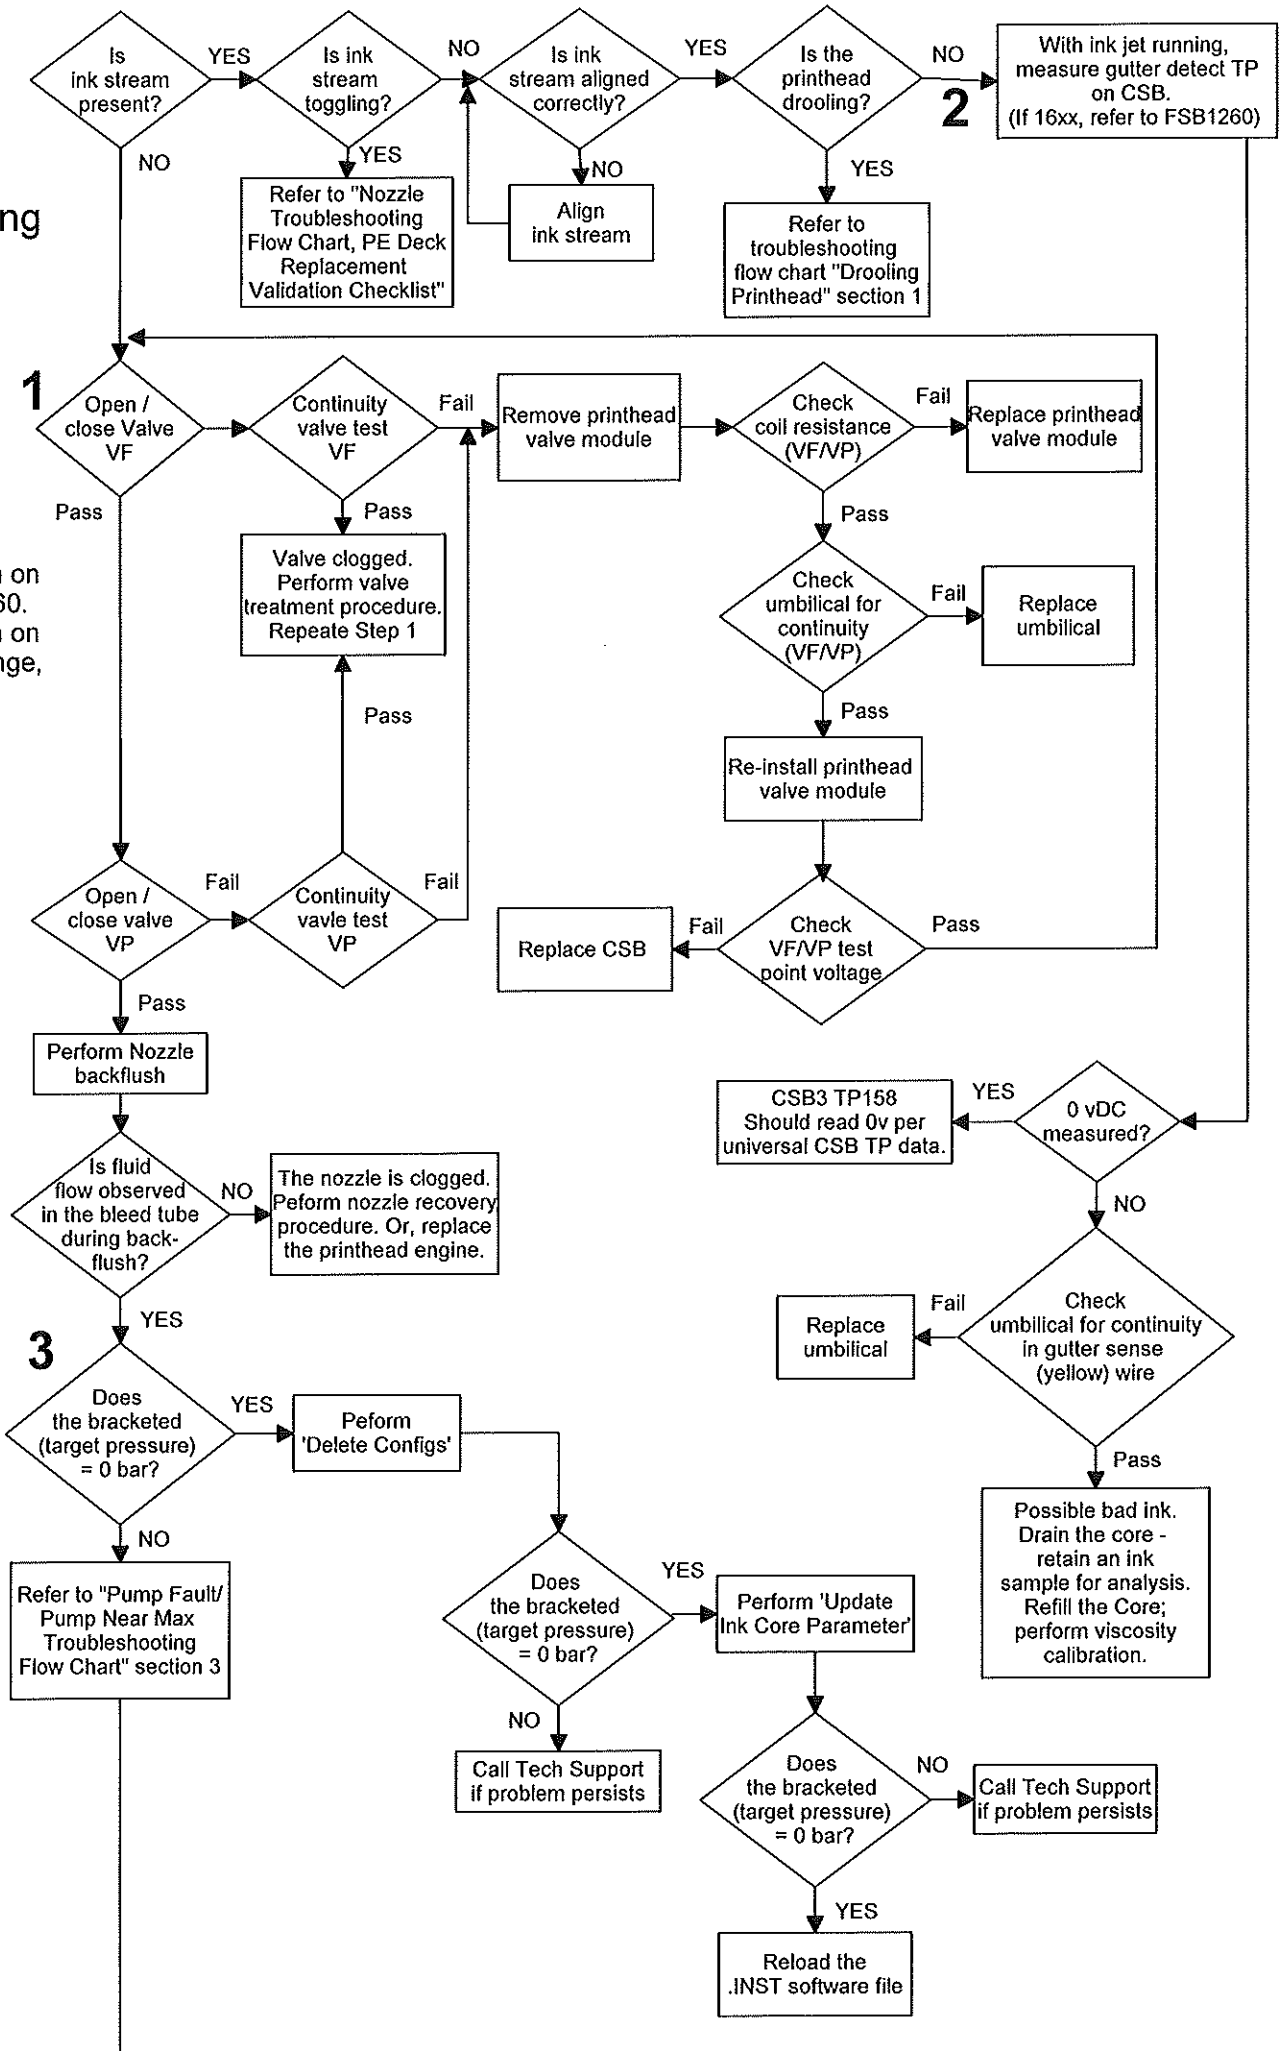 Is
ink stream
present?
YES
Is ink
stream
toggling?
NO
Is ink
stream aligned
correctly?
YES
Is the
printhead
drooling?
NO
2
With ink jet running,
measure gutter detect TP
on CSB.
(If 16xx, refer to FSB1260)
NO
YES
Refer to "Nozzle
Troubleshooting
Flow Chart, PE Deck
Replacement
Validation Checklist"
NO
Align
ink stream
YES
Refer to
troubleshooting
flow chart "Drooling
Printhead" section 1
ng
1
Open /
close Valve
VF
Continuity
valve test
VF
Fail
Remove printhead
valve module
Check
coil resistance
(VF/VP)
Fail
Replace printhead
valve module
Pass
Pass
Valve clogged.
Perform valve
treatment procedure.
Repeate Step 1
Pass
Check
umbilical for
continuity
(VF/VP)
Fail
Replace
umbilical
n on
60.
n on
nge,
Pass
Pass
Re-install printhead
valve module
Open /
close valve
VP
Fail
Continuity
vavle test
VP
Fail
Replace CSB
Fail
Check
VF/VP test
point voltage
Pass
Pass
Perform Nozzle
backflush
CSB3 TP158
Should read 0v per
universal CSB TP data.
YES
0 vDC
measured?
Is fluid
flow observed
in the bleed tube
during back-
flush?
NO
The nozzle is clogged.
Peform nozzle recovery
procedure. Or, replace
the printhead engine.
NO
YES
Replace
umbilical
Fail
Check
umbilical for continuity
in gutter sense
(yellow) wire
3
Does
the bracketed
(target pressure)
= 0 bar?
YES
Peform
'Delete Configs'
Pass
Possible bad ink.
Drain the core -
retain an ink
sample for analysis.
Refill the Core;
perform viscosity
calibration.
NO
Refer to "Pump Fault/
Pump Near Max
Troubleshooting
Flow Chart" section 3
Does
the bracketed
(target pressure)
= 0 bar?
YES
Perform 'Update
Ink Core Parameter'
NO
Call Tech Support
if problem persists
Does
the bracketed
(target pressure)
= 0 bar?
NO
Call Tech Support
if problem persists
YES
Reload the
.INST software file